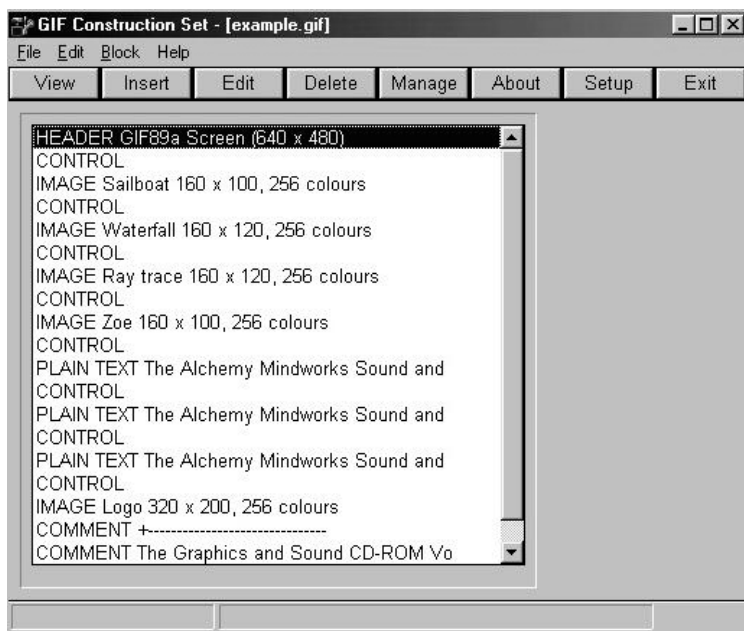 GIF Construction Set - [example.gif]
File Edit Block Help
View Insert Edit Delete Manage About Setup Exit
HEADER GIF89a Screen (640 x 480)
CONTROL
IMAGE Sailboat 160 x 100, 256 colours
CONTROL
IMAGE Waterfall 160 x 120, 256 colours
CONTROL
IMAGE Ray trace 160 x 120, 256 colours
CONTROL
IMAGE Zoe 160 x 100, 256 colours
CONTROL
PLAIN TEXT The Alchemy Mindworks Sound and
CONTROL
PLAIN TEXT The Alchemy Mindworks Sound and
CONTROL
PLAIN TEXT The Alchemy Mindworks Sound and
CONTROL
IMAGE Logo 320 x 200, 256 colours
COMMENT +-------------------------------
COMMENT The Graphics and Sound CD-ROM Vo